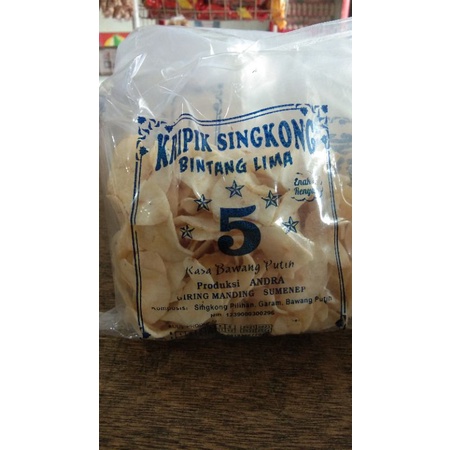 KRIPIK SINGKONG
BINTANG LIMA
Enak
5
Rasa Bawang Putih
Produksi ANDRA
GIRING MANDING SUMENEP
Komposisi: Singkong Pilihan, Garam, Bawang Putih